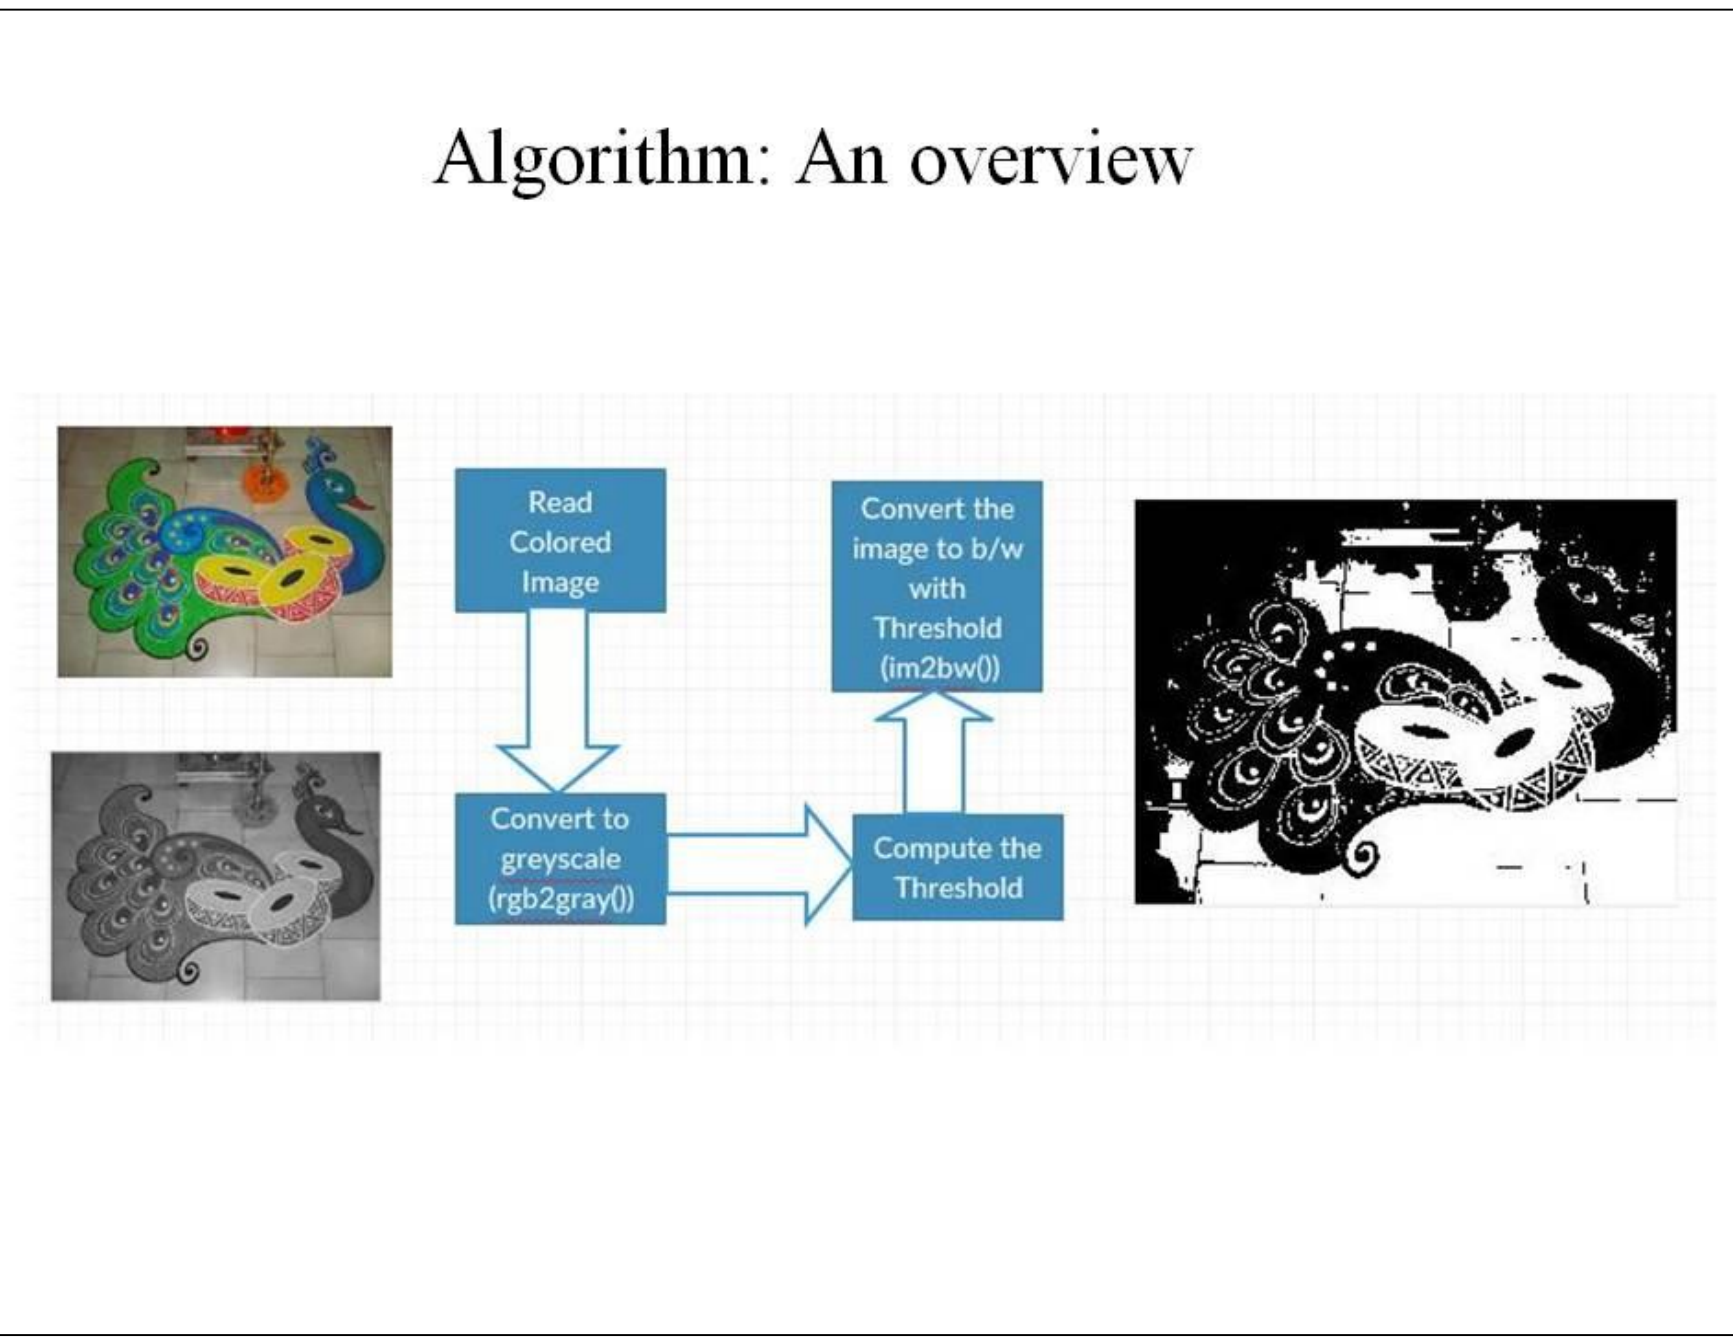 Algorithm: An overview
Read
Colored
Image
Convert to
greyscale
(rgb2gray())
Compute the
Threshold
Convert the
image to b/w
with
Threshold
(im2bw())